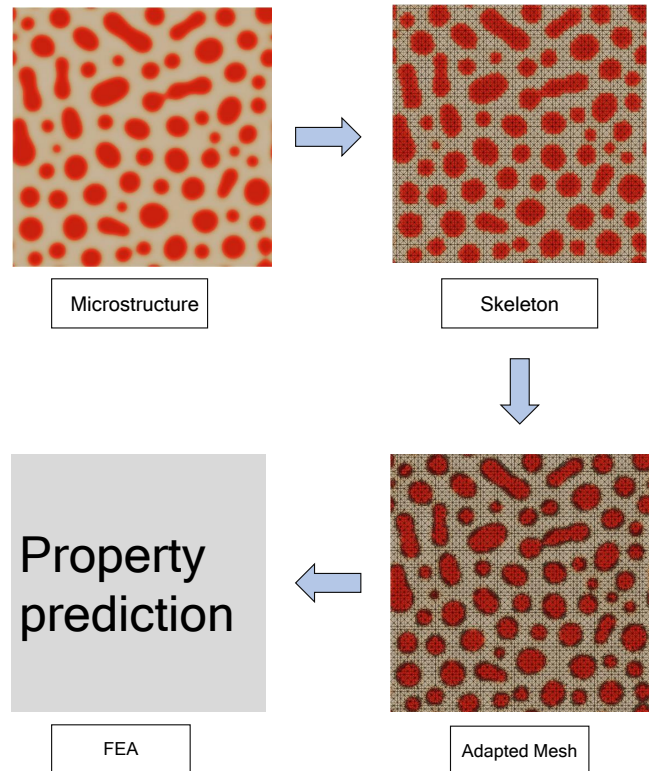 Microstructure
Skeleton
Property
prediction
FEA
Adapted Mesh